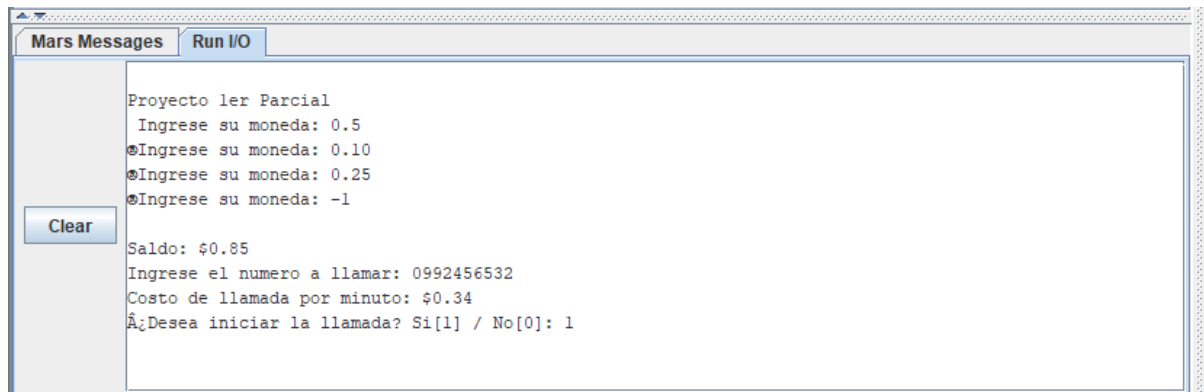 Mars Messages Run I/O
Clear
Proyecto 1er Parcial
Ingrese su moneda: 0.5
Ingrese su moneda: 0.10
Ingrese su moneda: 0.25
Ingrese su moneda: -1
Saldo: $0.85
Ingrese el numero a llamar: 0992456532
Costo de llamada por minuto: $0.34
Â¿Desea iniciar la llamada? Si[1] / No[0]: 1